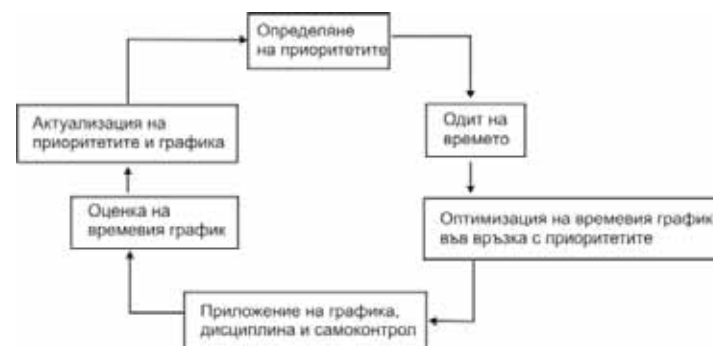 Определяне
на приоритетите
Одит на
времето
Оптимизация на времевия график
във връзка с приоритетите
Приложение на графика,
дисциплина и самоконтрол
Оценка на
времевия график
Актуализация на
приоритетите и графика